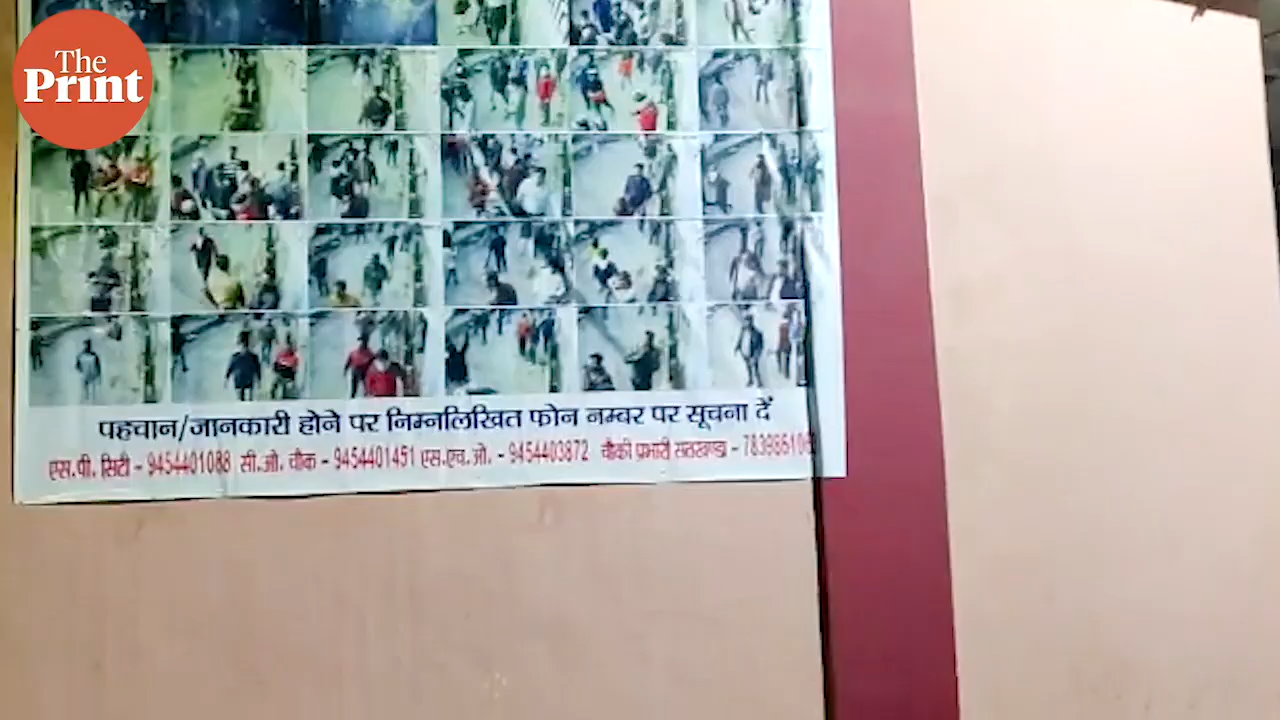 The
Print
पहचान/जानकारी होने पर निम्नलिखित फोन नम्बर पर सूचना दें
एस.पी. सिटी - 9454401088 सी.ओ. चौक - 9454401451 एस.एच.ओ. - 9454403872 चौकी प्रभारी सतखण्डा -